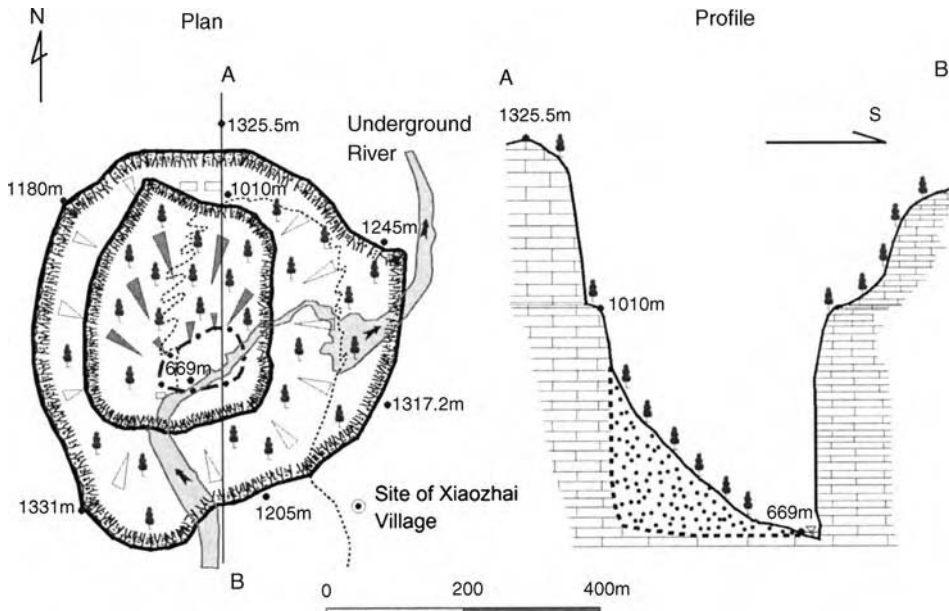 N
Plan
Profile
A
A
B
1325.5m
1325.5m
S
Underground
River
1180m
1010m
1245m
1010m
669m
1317.2m
1331m
1205m
Site of Xiaozhai
Village
669m
B
0
200
400m